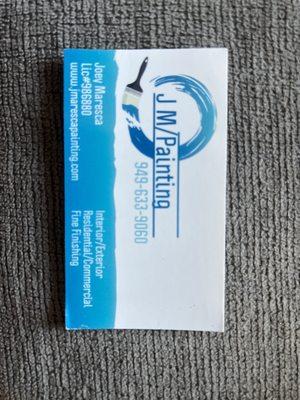 J M/Painting
949-633-9060
Joey Maresca
Lic#986880
www.jmarescapainting.com
Interior/Exterior
Residential/Commercial
Fine Finishing